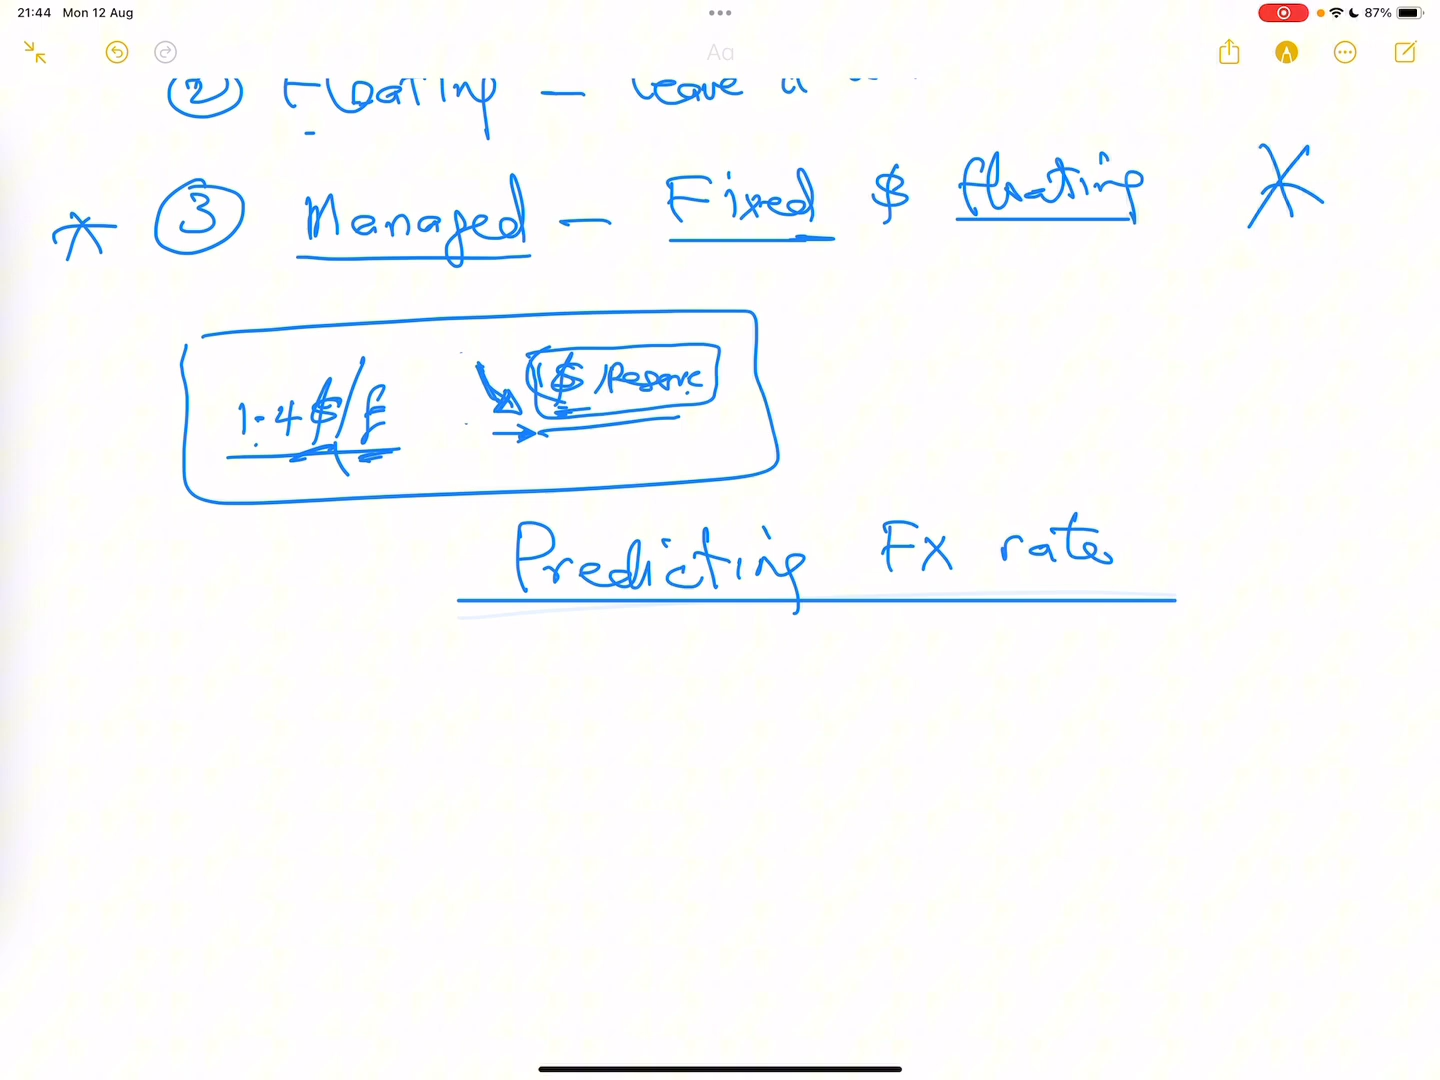 21:44 Mon 12 Aug 87%
Aa
② Floating – leave it
* ③ Managed – Fixed $ floating *
1.4 $/£ $ /Reserve
Predicting FX rate